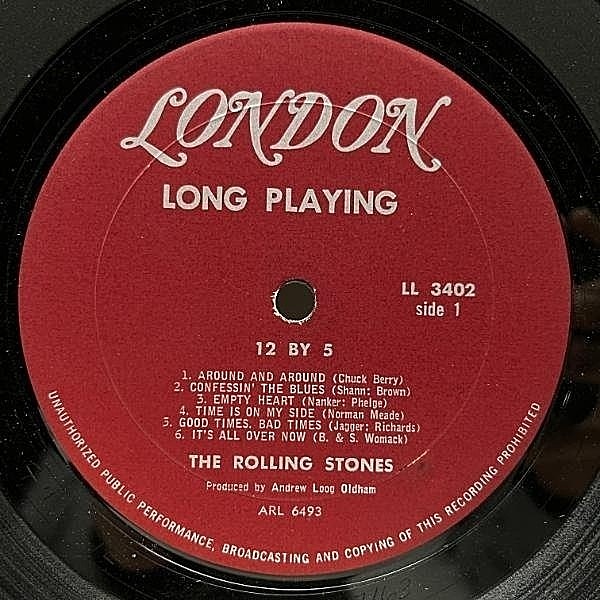 LONDON
LONG PLAYING
LL 3402
side 1
12 BY 5
1. AROUND AND AROUND (Chuck Berry)
2. CONFESSIN' THE BLUES (Shann: Brown)
3. EMPTY HEART (Nanker: Phelge)
4. TIME IS ON MY SIDE (Norman Meade)
5. GOOD TIMES, BAD TIMES (Jagger: Richards)
6. IT'S ALL OVER NOW (B. & S. Womack)
THE ROLLING STONES
Produced by Andrew Loog Oldham
ARL 6493
UNAUTHORIZED PUBLIC PERFORMANCE, BROADCASTING AND COPYING OF THIS RECORDING PROHIBITED